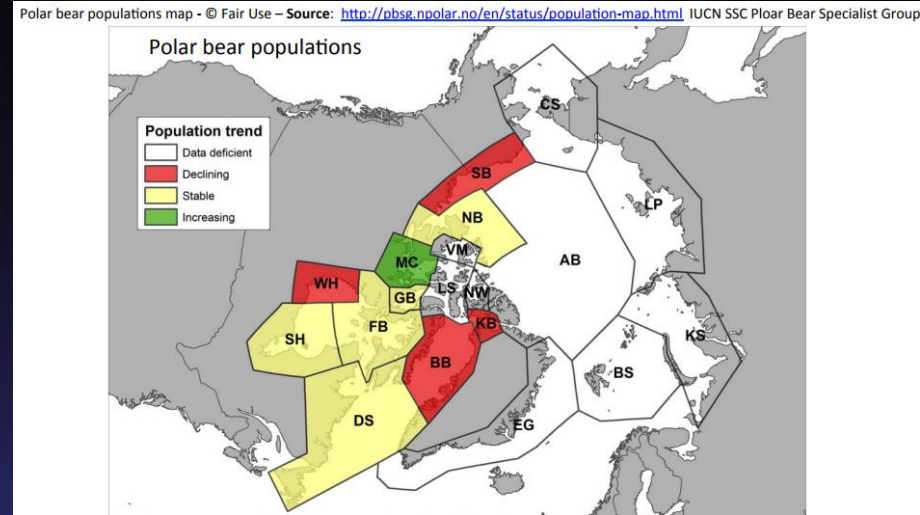 Polar bear populations map - © Fair Use – Source: http://pbsg.npolar.no/en/status/population-map.html IUCN SSC Ploar Bear Specialist Group
Polar bear populations
Population trend
Data deficient
Declining
Stable
Increasing
CS
SB
LP
NB
VM
AB
MC
WH
LS
NW
GB
KB
FB
SH
KS
BB
BS
DS
EG